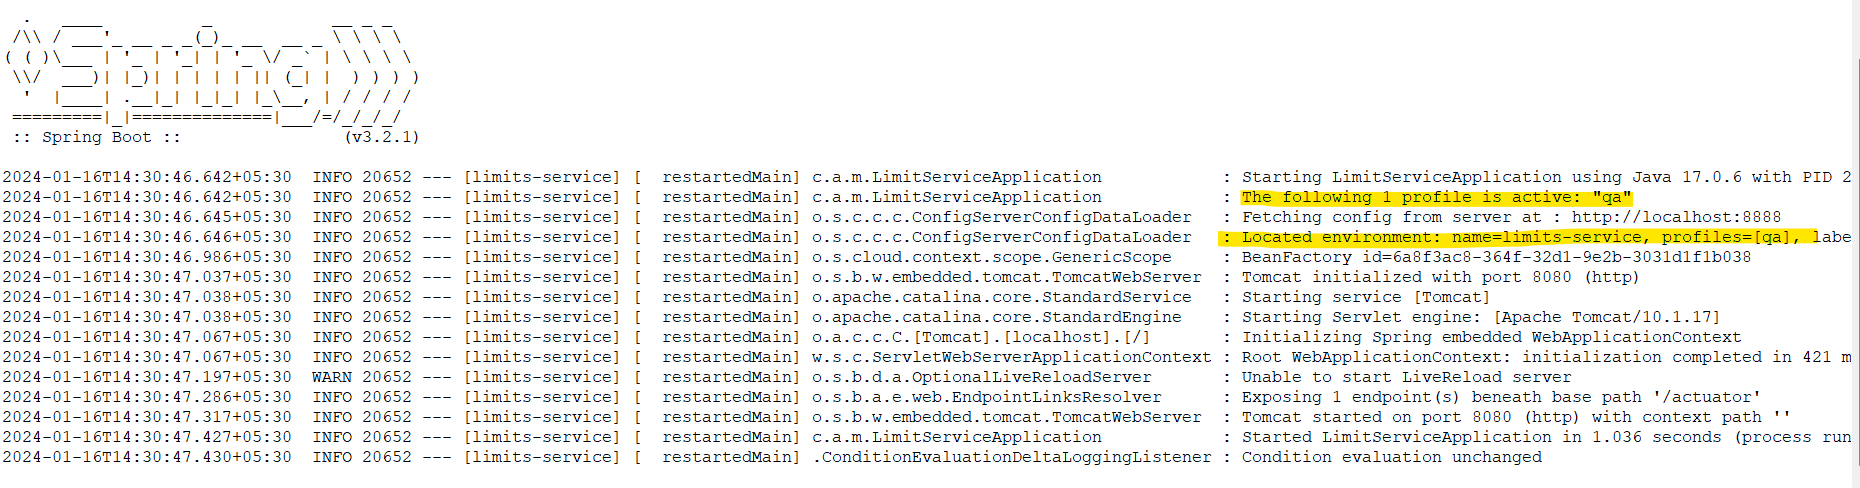 .   ____          _            __ _ _
 /\\ / ___'_ __ _ _(_)_ __  __ _ \ \ \ \
( ( )\___ | '_ | '_| | '_ \/ _` | \ \ \ \
 \\/  ___)| |_)| | | | | || (_| |  ) ) ) )
  '  |____| .__|_| |_|_| |_\__, | / / / /
 =========|_|==============|___/=/_/_/_/
 :: Spring Boot ::                (v3.2.1)
2024-01-16T14:30:46.642+05:30  INFO 20652 --- [limits-service] [  restartedMain] c.a.m.LimitServiceApplication            : Starting LimitServiceApplication using Java 17.0.6 with PID 2
2024-01-16T14:30:46.642+05:30  INFO 20652 --- [limits-service] [  restartedMain] c.a.m.LimitServiceApplication            : The following 1 profile is active: "qa"
2024-01-16T14:30:46.645+05:30  INFO 20652 --- [limits-service] [  restartedMain] o.s.c.c.c.ConfigServerConfigDataLoader   : Fetching config from server at : http://localhost:8888
2024-01-16T14:30:46.646+05:30  INFO 20652 --- [limits-service] [  restartedMain] o.s.c.c.c.ConfigServerConfigDataLoader   : Located environment: name=limits-service, profiles=[qa], labe
2024-01-16T14:30:46.986+05:30  INFO 20652 --- [limits-service] [  restartedMain] o.s.cloud.context.scope.GenericScope     : BeanFactory id=6a8f3ac8-364f-32d1-9e2b-3031d1f1b038
2024-01-16T14:30:47.037+05:30  INFO 20652 --- [limits-service] [  restartedMain] o.s.b.w.embedded.tomcat.TomcatWebServer  : Tomcat initialized with port 8080 (http)
2024-01-16T14:30:47.038+05:30  INFO 20652 --- [limits-service] [  restartedMain] o.apache.catalina.core.StandardService   : Starting service [Tomcat]
2024-01-16T14:30:47.038+05:30  INFO 20652 --- [limits-service] [  restartedMain] o.apache.catalina.core.StandardEngine    : Starting Servlet engine: [Apache Tomcat/10.1.17]
2024-01-16T14:30:47.067+05:30  INFO 20652 --- [limits-service] [  restartedMain] o.a.c.c.C.[Tomcat].[localhost].[/]       : Initializing Spring embedded WebApplicationContext
2024-01-16T14:30:47.067+05:30  INFO 20652 --- [limits-service] [  restartedMain] w.s.c.ServletWebServerApplicationContext : Root WebApplicationContext: initialization completed in 421 m
2024-01-16T14:30:47.197+05:30  WARN 20652 --- [limits-service] [  restartedMain] o.s.b.d.a.OptionalLiveReloadServer       : Unable to start LiveReload server
2024-01-16T14:30:47.286+05:30  INFO 20652 --- [limits-service] [  restartedMain] o.s.b.a.e.web.EndpointLinksResolver      : Exposing 1 endpoint(s) beneath base path '/actuator'
2024-01-16T14:30:47.317+05:30  INFO 20652 --- [limits-service] [  restartedMain] o.s.b.w.embedded.tomcat.TomcatWebServer  : Tomcat started on port 8080 (http) with context path ''
2024-01-16T14:30:47.427+05:30  INFO 20652 --- [limits-service] [  restartedMain] c.a.m.LimitServiceApplication            : Started LimitServiceApplication in 1.036 seconds (process run
2024-01-16T14:30:47.430+05:30  INFO 20652 --- [limits-service] [  restartedMain] .ConditionEvaluationDeltaLoggingListener : Condition evaluation unchanged